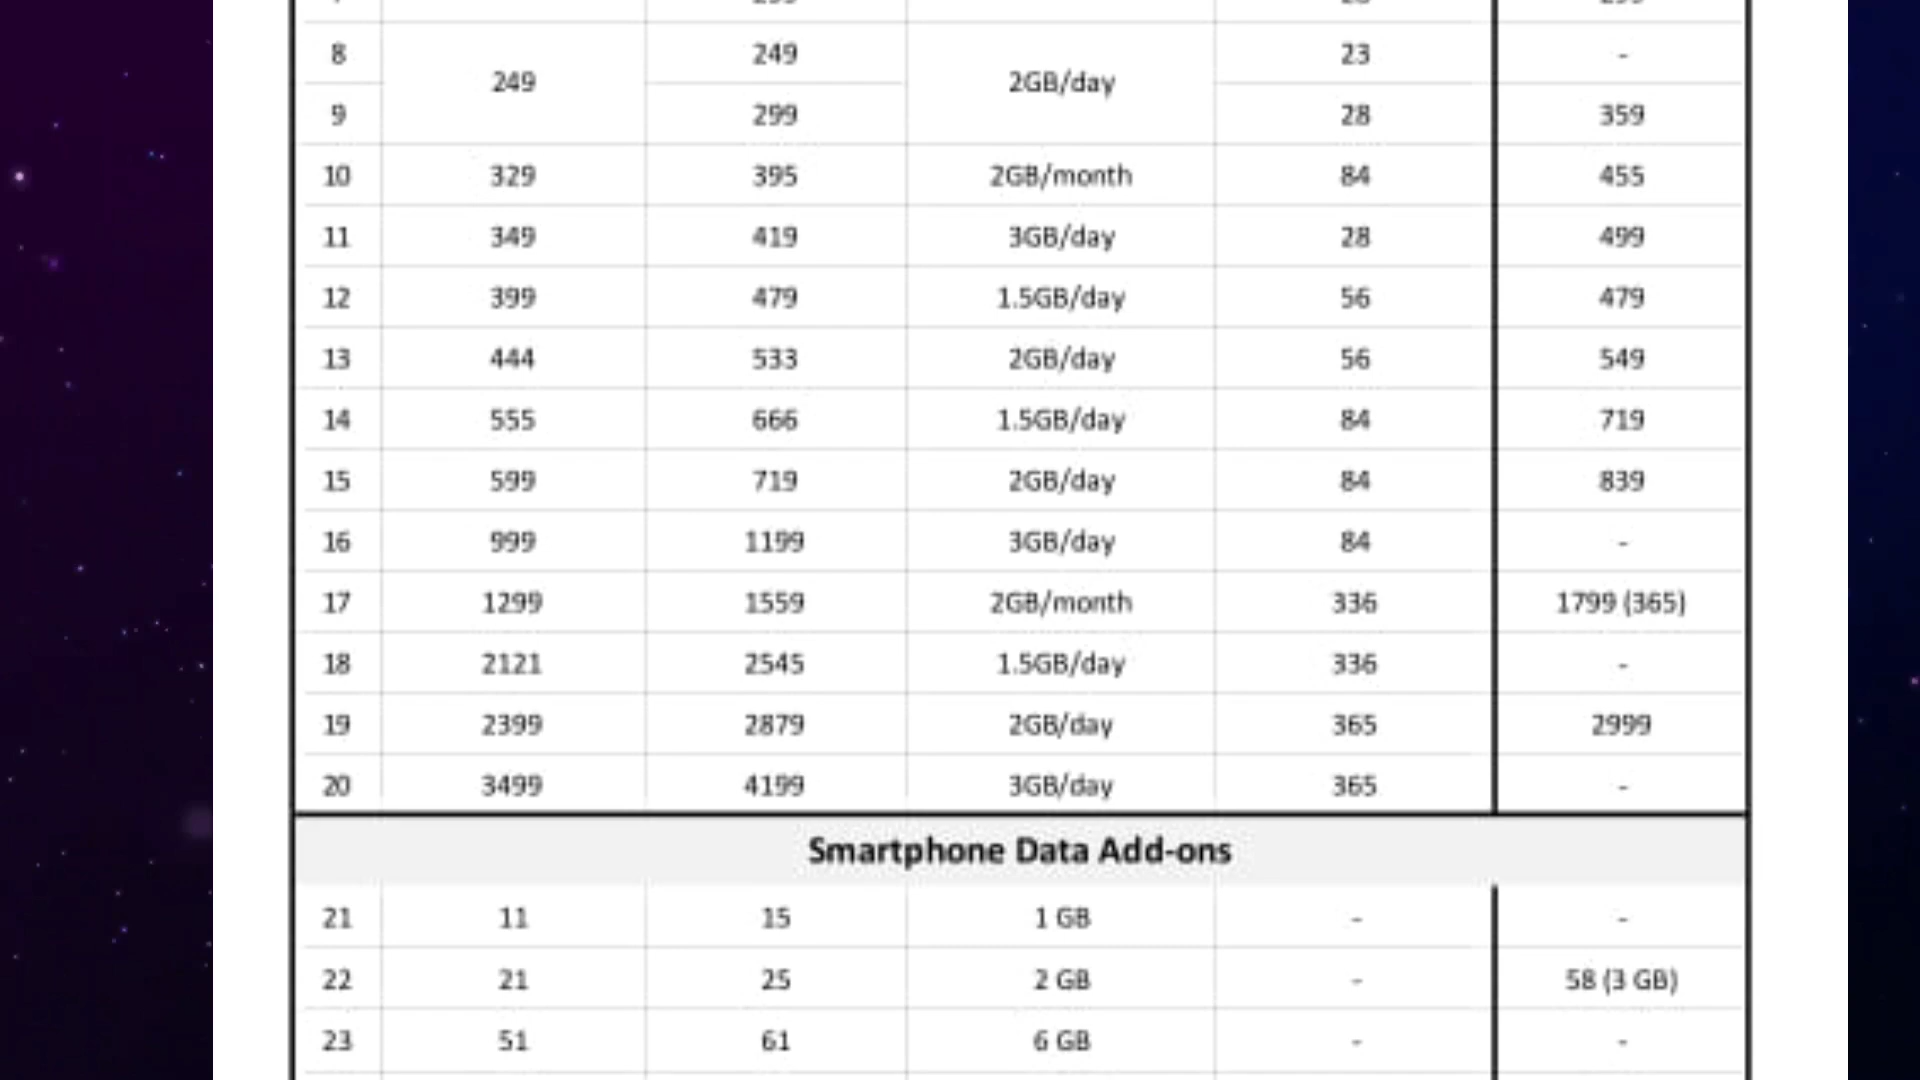 8 249 249 2GB/day 23 -
9 299 28 359
10 329 395 2GB/month 84 455
11 349 419 3GB/day 28 499
12 399 479 1.5GB/day 56 479
13 444 533 2GB/day 56 549
14 555 666 1.5GB/day 84 719
15 599 719 2GB/day 84 839
16 999 1199 3GB/day 84 -
17 1299 1559 2GB/month 336 1799 (365)
18 2121 2545 1.5GB/day 336 -
19 2399 2879 2GB/day 365 2999
20 3499 4199 3GB/day 365 -
Smartphone Data Add-ons
21 11 15 1 GB - -
22 21 25 2 GB - 58 (3 GB)
23 51 61 6 GB - -